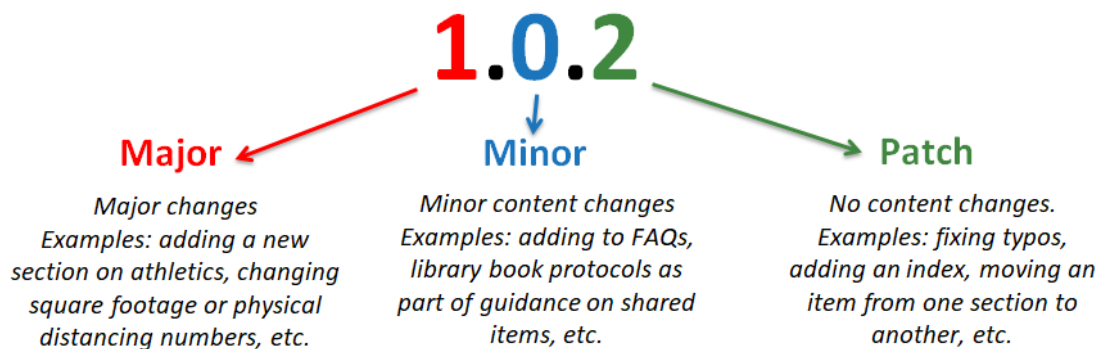 1.0.2
Major
Major changes
Examples: adding a new
section on athletics, changing
square footage or physical
distancing numbers, etc.
Minor
Minor content changes
Examples: adding to FAQs,
library book protocols as
part of guidance on shared
items, etc.
Patch
No content changes.
Examples: fixing typos,
adding an index, moving an
item from one section to
another, etc.